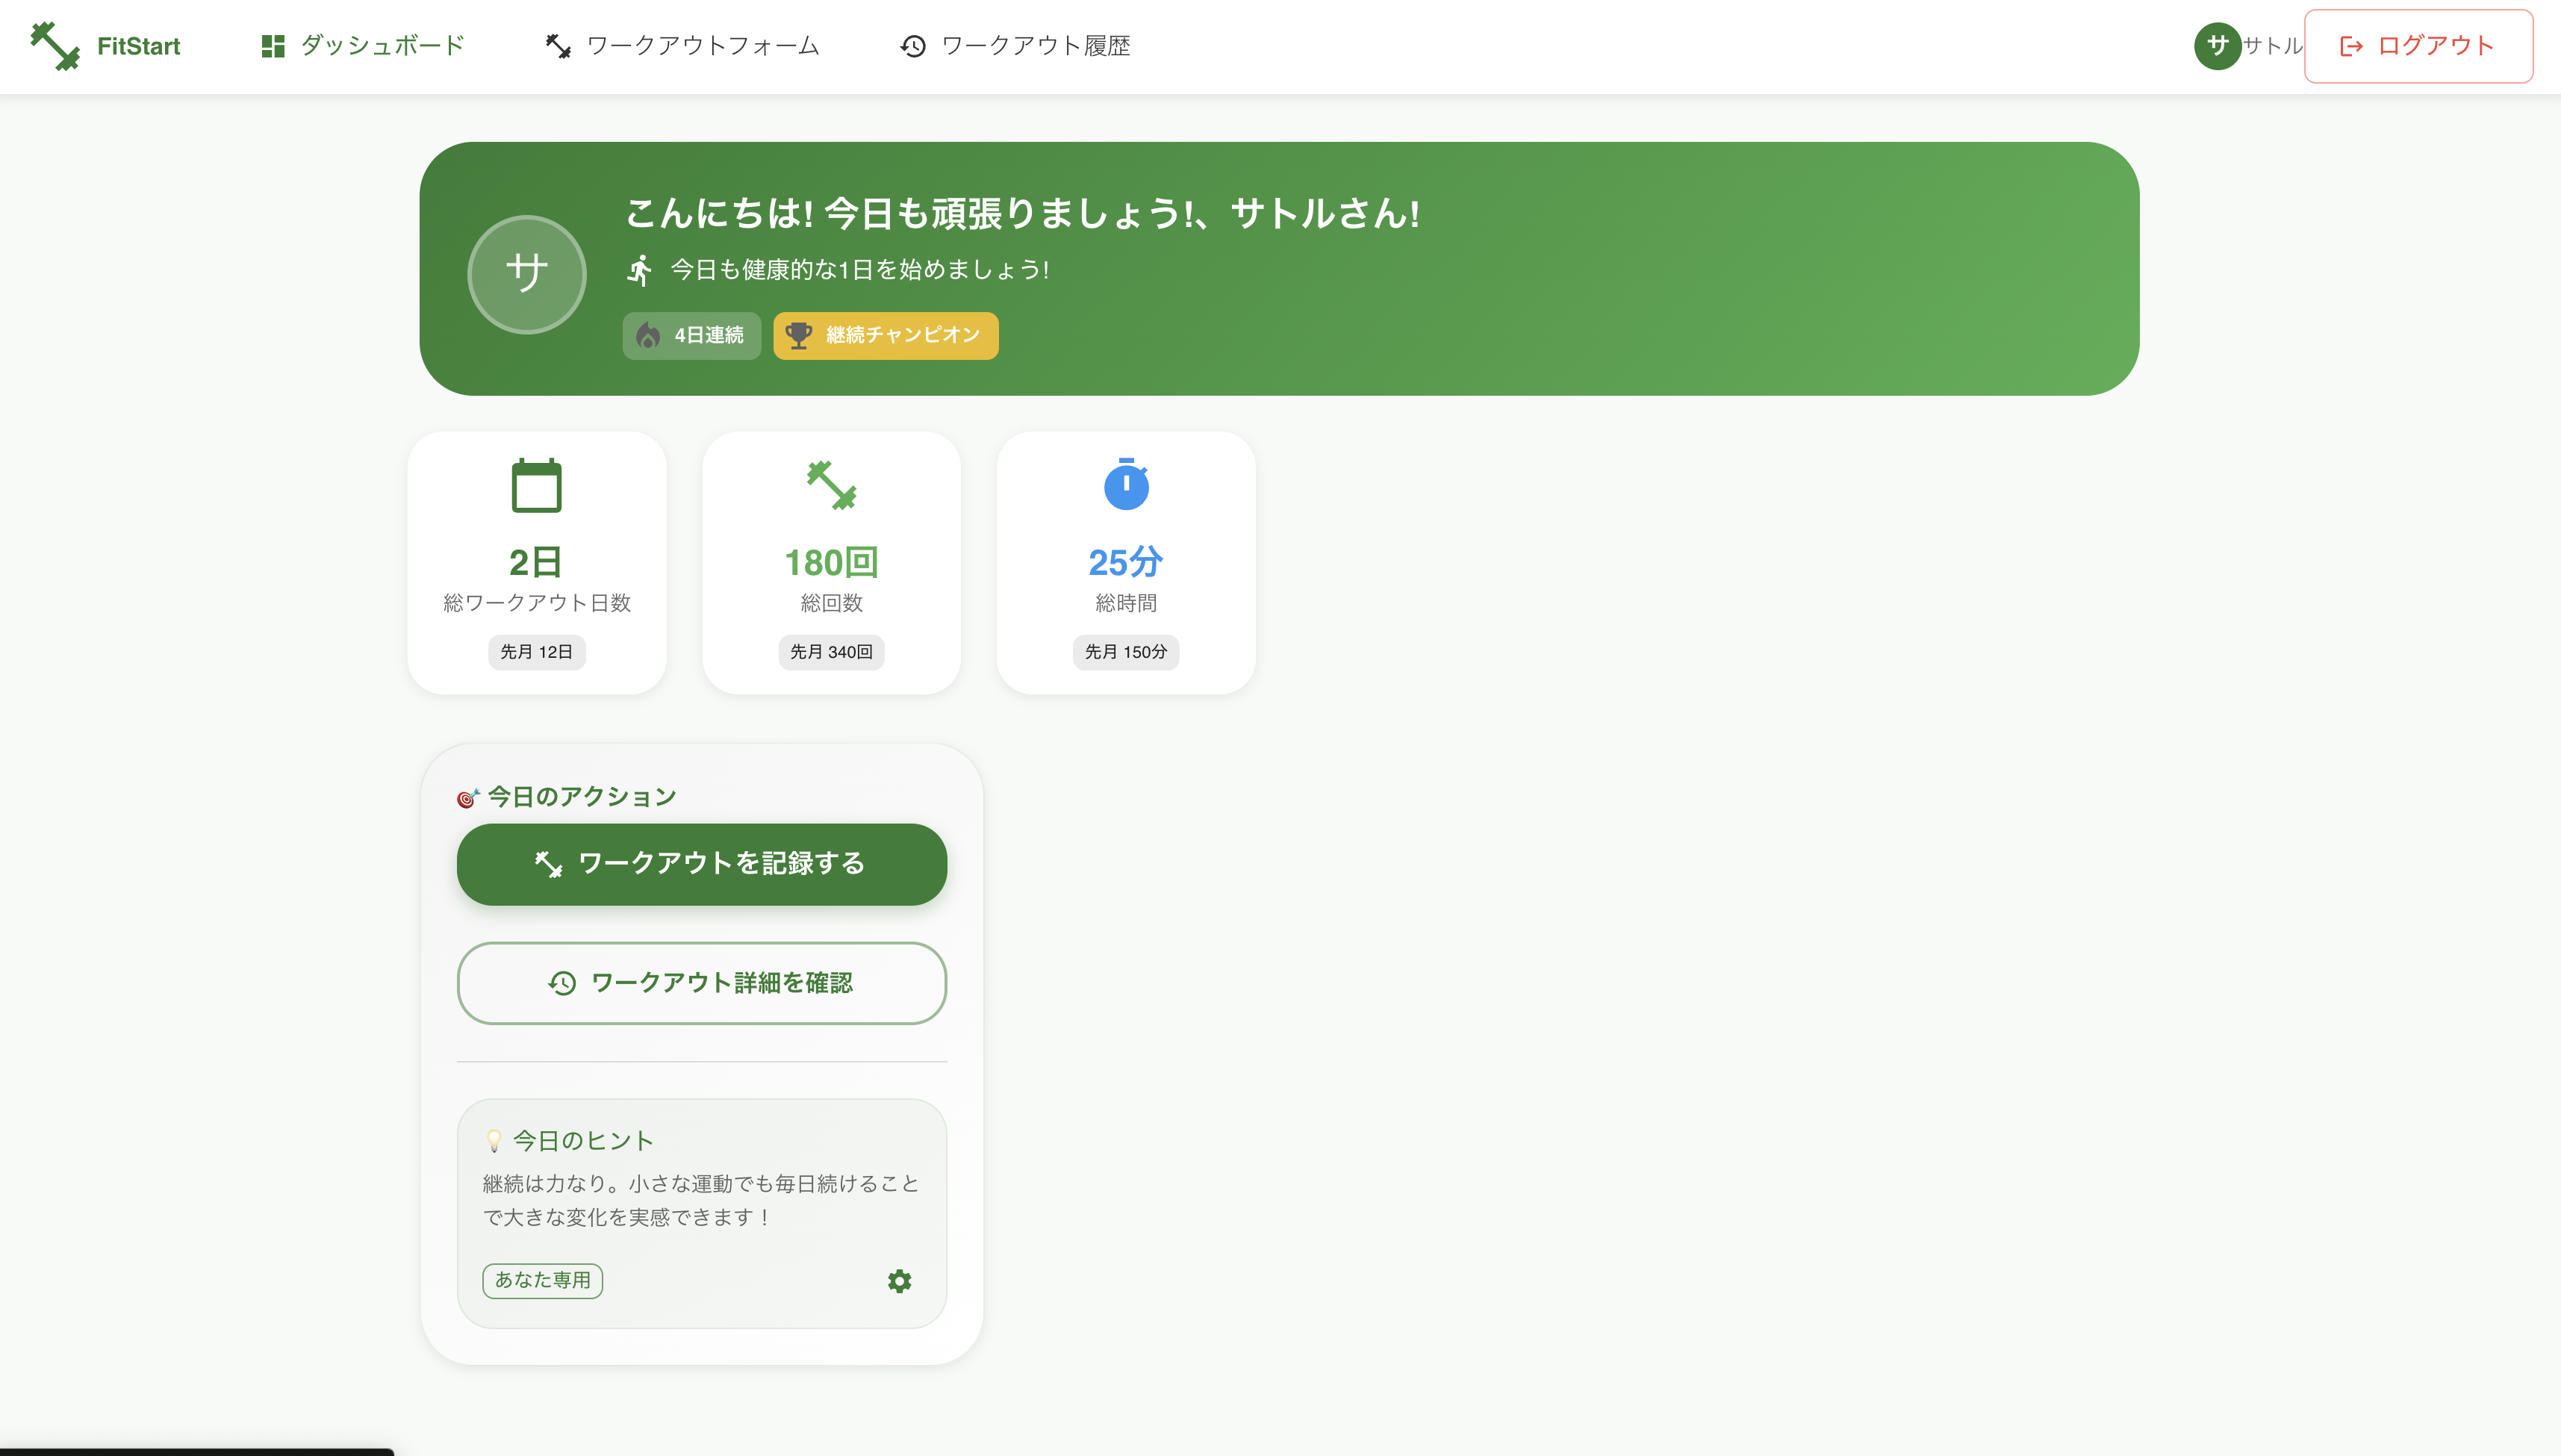 FitStart
ダッシュボード
ワークアウトフォーム
ワークアウト履歴
サ
サトル
ログアウト
サ
こんにちは! 今日も頑張りましょう!、サトルさん!
今日も健康的な1日を始めましょう!
4日連続
継続チャンピオン
2日
総ワークアウト日数
先月 12日
180回
総回数
先月 340回
25分
総時間
先月 150分
🎯 今日のアクション
ワークアウトを記録する
ワークアウト詳細を確認
💡 今日のヒント
継続は力なり。小さな運動でも毎日続けること
で大きな変化を実感できます！
あなた専用